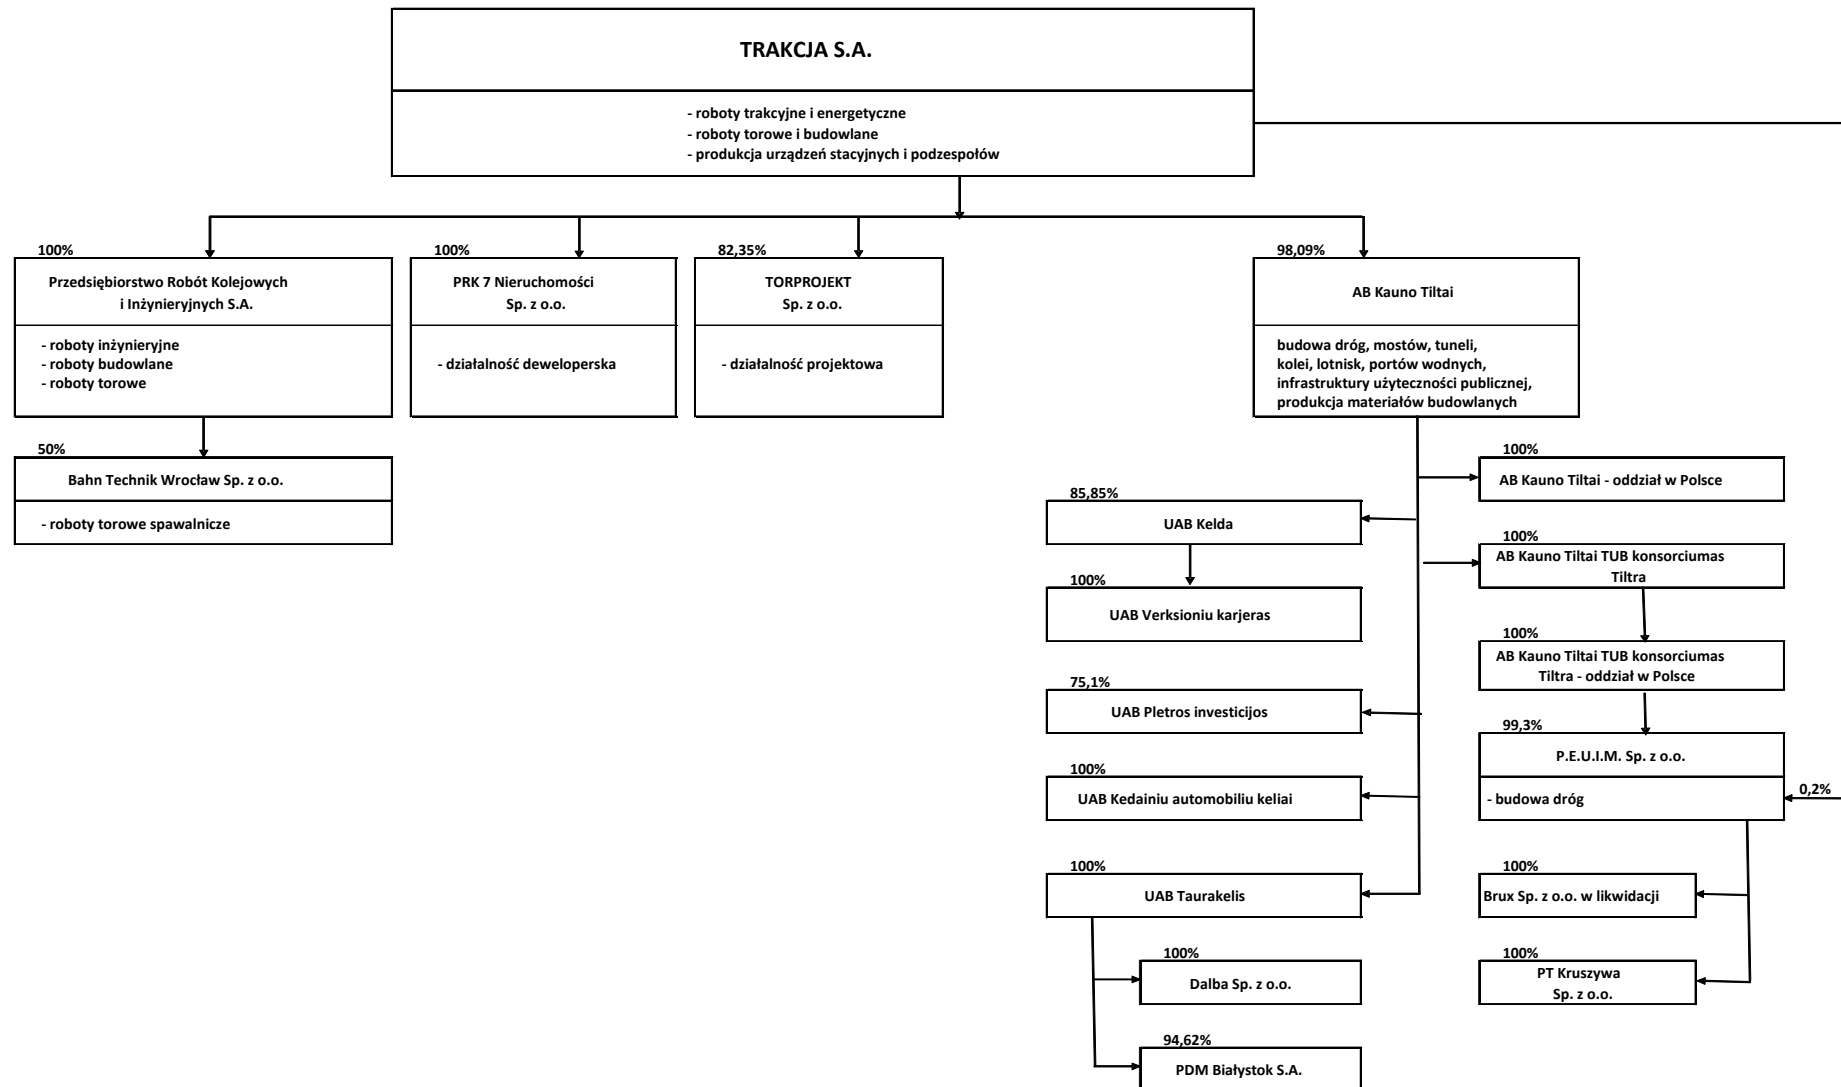 TRAKCJA S.A.
- roboty trakcyjne i energetyczne
- roboty torowe i budowlane
- produkcja urządzeń stacyjnych i podzespołów
100%
Przedsiębiorstwo Robót Kolejowych
i Inżynieryjnych S.A.
- roboty inżynieryjne
- roboty budowlane
- roboty torowe
100%
PRK 7 Nieruchomości
Sp. z o.o.
- działalność deweloperska
82,35%
TORPROJEKT
Sp. z o.o.
- działalność projektowa
98,09%
AB Kauno Tiltai
budowa dróg, mostów, tuneli,
kolei, lotnisk, portów wodnych,
infrastruktury użyteczności publicznej,
produkcja materiałów budowlanych
50%
Bahn Technik Wrocław Sp. z o.o.
- roboty torowe spawalnicze
85,85%
UAB Kelda
100%
UAB Verksioniu karjeras
75,1%
UAB Pletros investicijos
100%
UAB Kedainiu automobiliu keliai
100%
UAB Taurakelis
100%
Dalba Sp. z o.o.
94,62%
PDM Białystok S.A.
100%
AB Kauno Tiltai - oddział w Polsce
100%
AB Kauno Tiltai TUB konsorciumas
Tiltra
100%
AB Kauno Tiltai TUB konsorciumas
Tiltra - oddział w Polsce
99,3%
P.E.U.I.M. Sp. z o.o.
- budowa dróg
0,2%
100%
Brux Sp. z o.o. w likwidacji
100%
PT Kruszywa
Sp. z o.o.